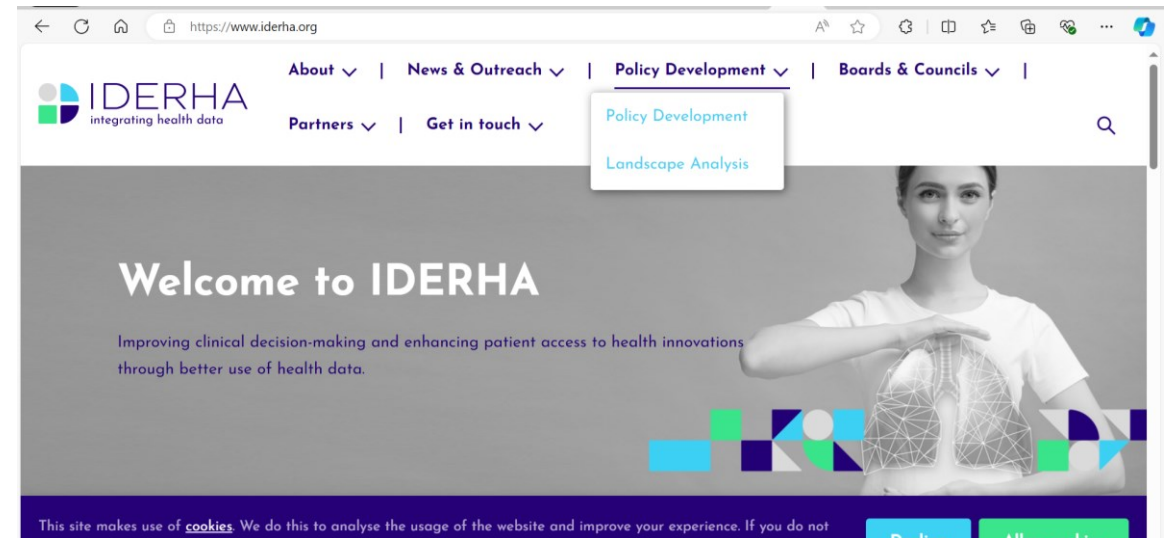 https://www.iderha.org
IDERHA
integrating health data
About | News & Outreach | Policy Development | Boards & Councils |
Partners | Get in touch
Policy Development
Landscape Analysis
Welcome to IDERHA
Improving clinical decision-making and enhancing patient access to health innovations
through better use of health data.
This site makes use of cookies. We do this to analyse the usage of the website and improve your experience. If you do not